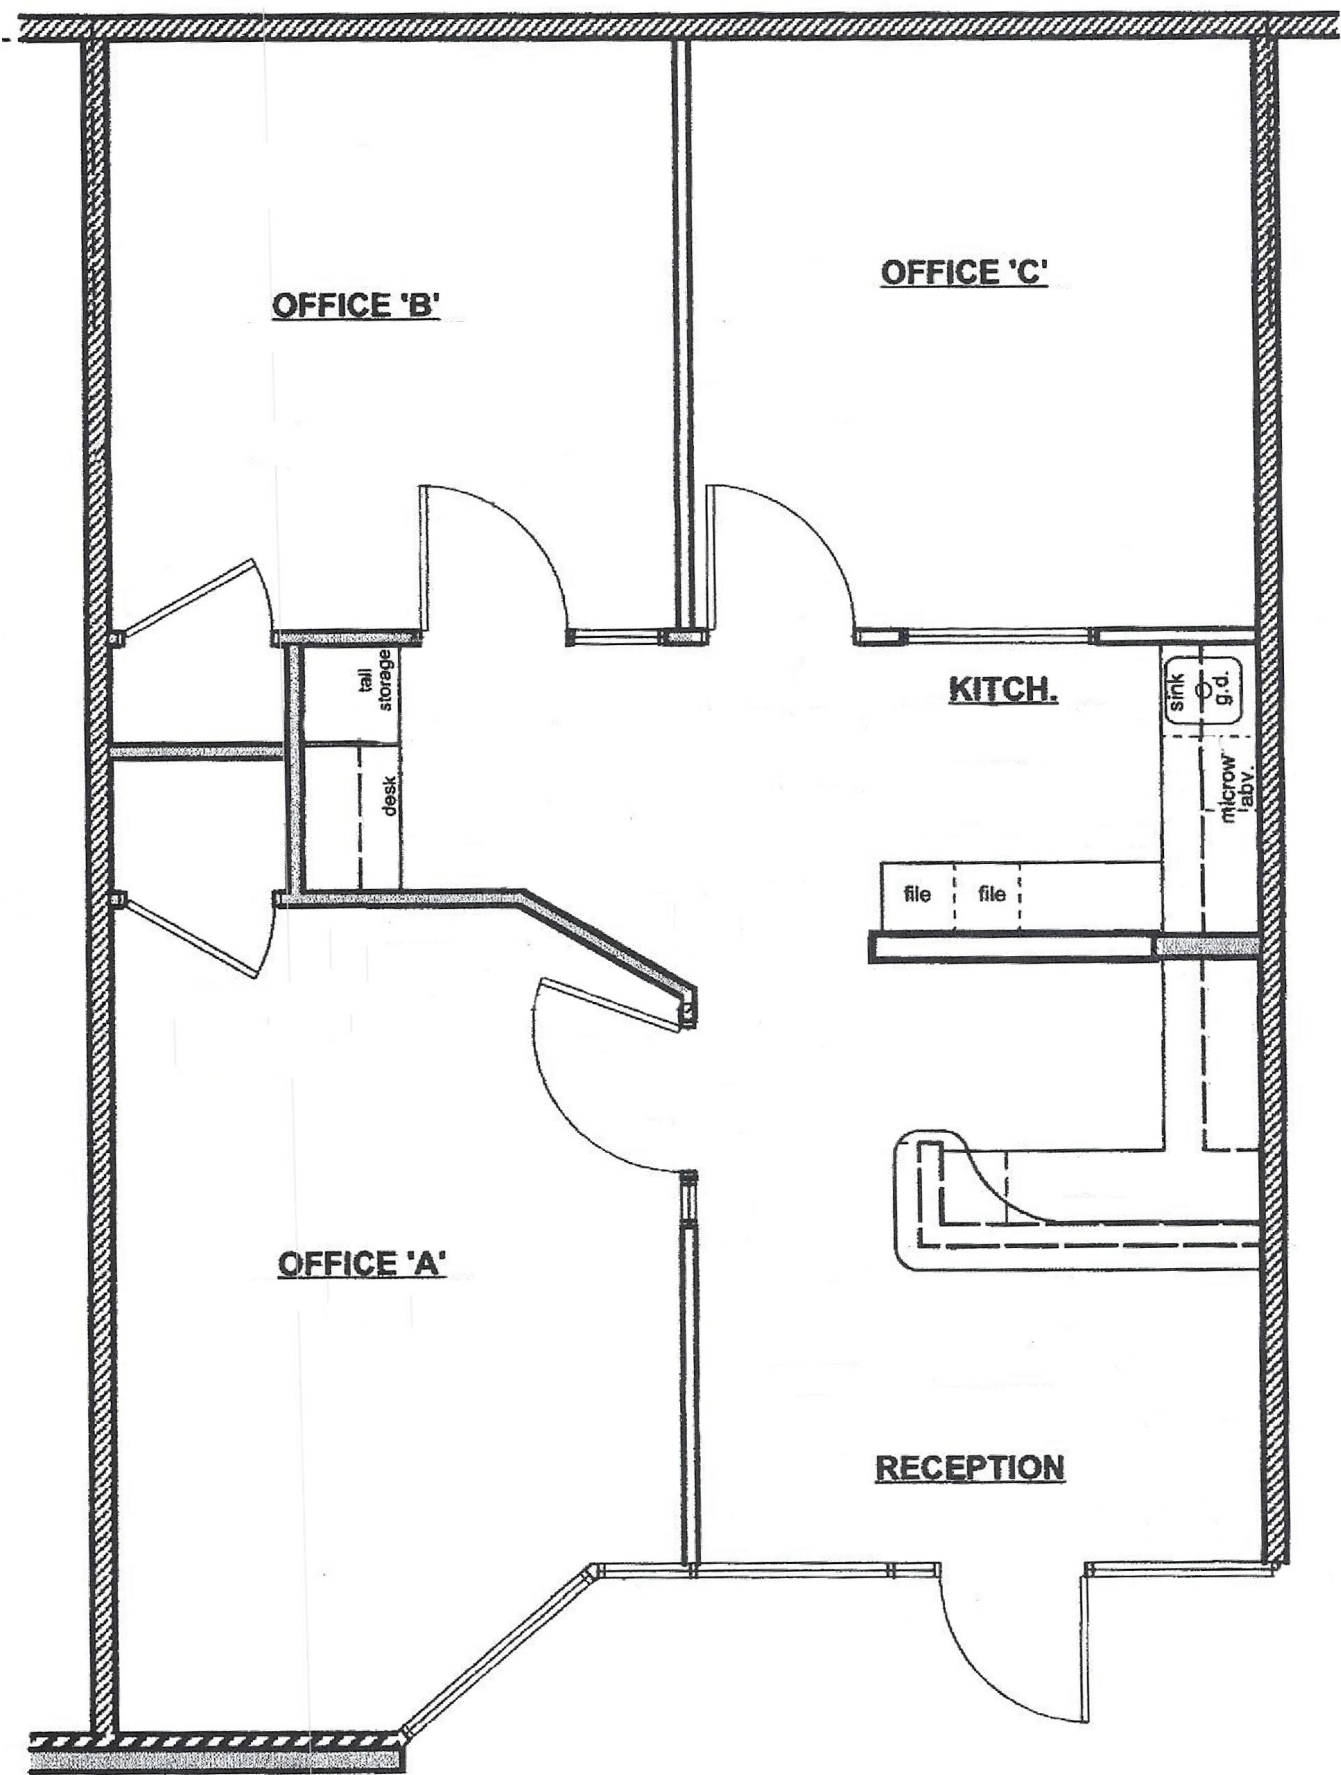 OFFICE 'B'
OFFICE 'C'
tall
storage
KITCH.
sink
g.d.
desk
microw
abv.
file
file
OFFICE 'A'
RECEPTION